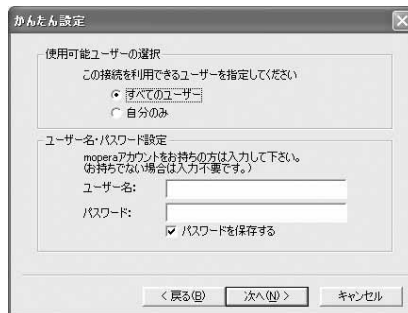 かんたん設定
使用可能ユーザーの選択
この接続を利用できるユーザーを指定してください
すべてのユーザー
自分のみ
ユーザー名・パスワード設定
moperaアカウントをお持ちの方は入力して下さい。
(お持ちでない場合は入力不要です。)
ユーザー名:
パスワード:
パスワードを保存する
< 戻る(B) 次へ(N) > キャンセル